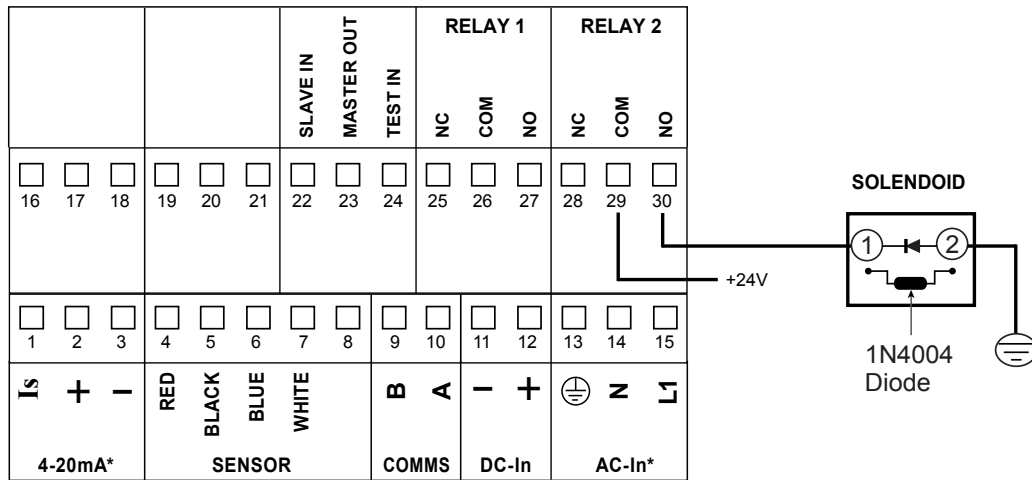 RELAY 1 RELAY 2
SLAVE IN MASTER OUT TEST IN NC COM NO NC COM NO
16 17 18 19 20 21 22 23 24 25 26 27 28 29 30
SOLENDOID
1 2
+24V
1 2 3 4 5 6 7 8 9 10 11 12 13 14 15
1N4004
Diode
Is + − RED BLACK BLUE WHITE B A − + N L1
4-20mA* SENSOR COMMS DC-In AC-In*